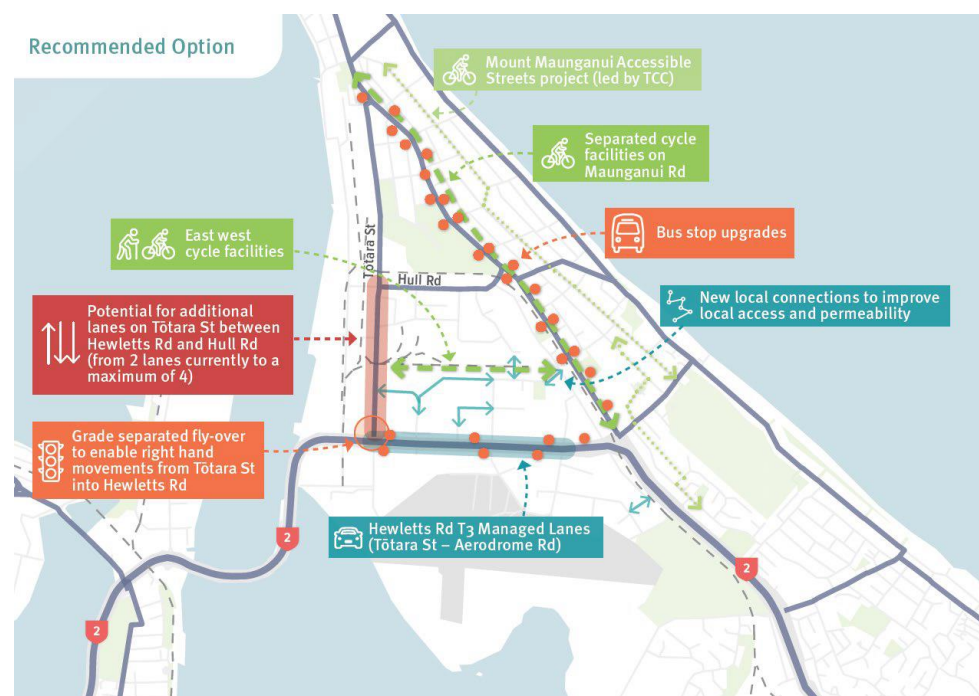 Recommended Option
Mount Maunganui Accessible
Streets project (led by TCC)
Separated cycle
facilities on
Maunganui Rd
East west
cycle facilities
Bus stop upgrades
Tōtara St
Hull Rd
Potential for additional
lanes on Tōtara St between
Hewletts Rd and Hull Rd
(from 2 lanes currently to a
maximum of 4)
New local connections to improve
local access and permeability
Grade separated fly-over
to enable right hand
movements from Tōtara St
into Hewletts Rd
Hewletts Rd T3 Managed Lanes
(Tōtara St – Aerodrome Rd)
2
2
2